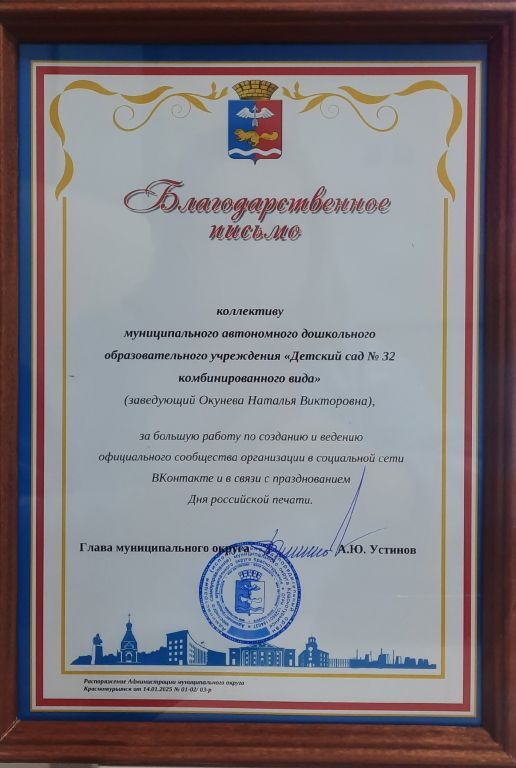 Благодарственное
письмо
коллективу
муниципального автономного дошкольного
образовательного учреждения «Детский сад № 32
комбинированного вида»
(заведующий Окунева Наталья Викторовна),
за большую работу по созданию и ведению
официального сообщества организации в социальной сети
ВКонтакте и в связи с празднованием
Дня российской печати.
Глава муниципального округа А.Ю. Устинов
Распоряжение Администрации муниципального округа
Краснотурьинск от 14.01.2025 № 01-02/ 03-р